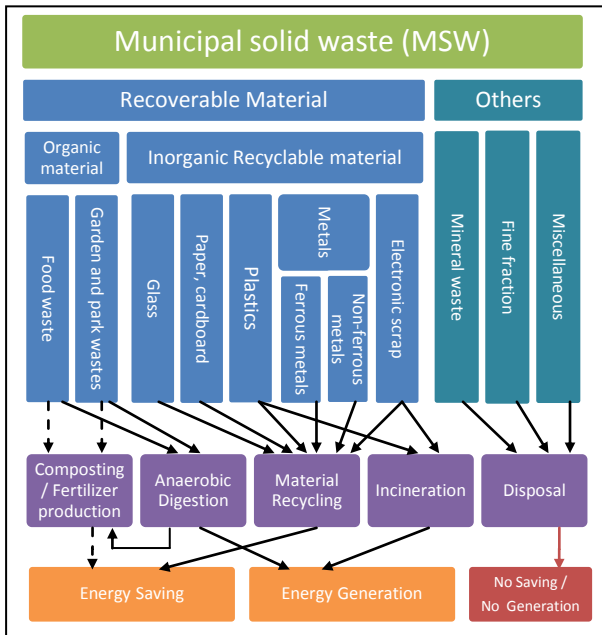 Municipal solid waste (MSW)
Recoverable Material
Others
Organic
material
Inorganic Recyclable material
Food waste
Garden and park wastes
Glass
Paper, cardboard
Plastics
Metals
Ferrous metals
Non-ferrous
metals
Electronic scrap
Mineral waste
Fine fraction
Miscellaneous
Composting
/ Fertilizer
production
Anaerobic
Digestion
Material
Recycling
Incineration
Disposal
Energy Saving
Energy Generation
No Saving /
No Generation